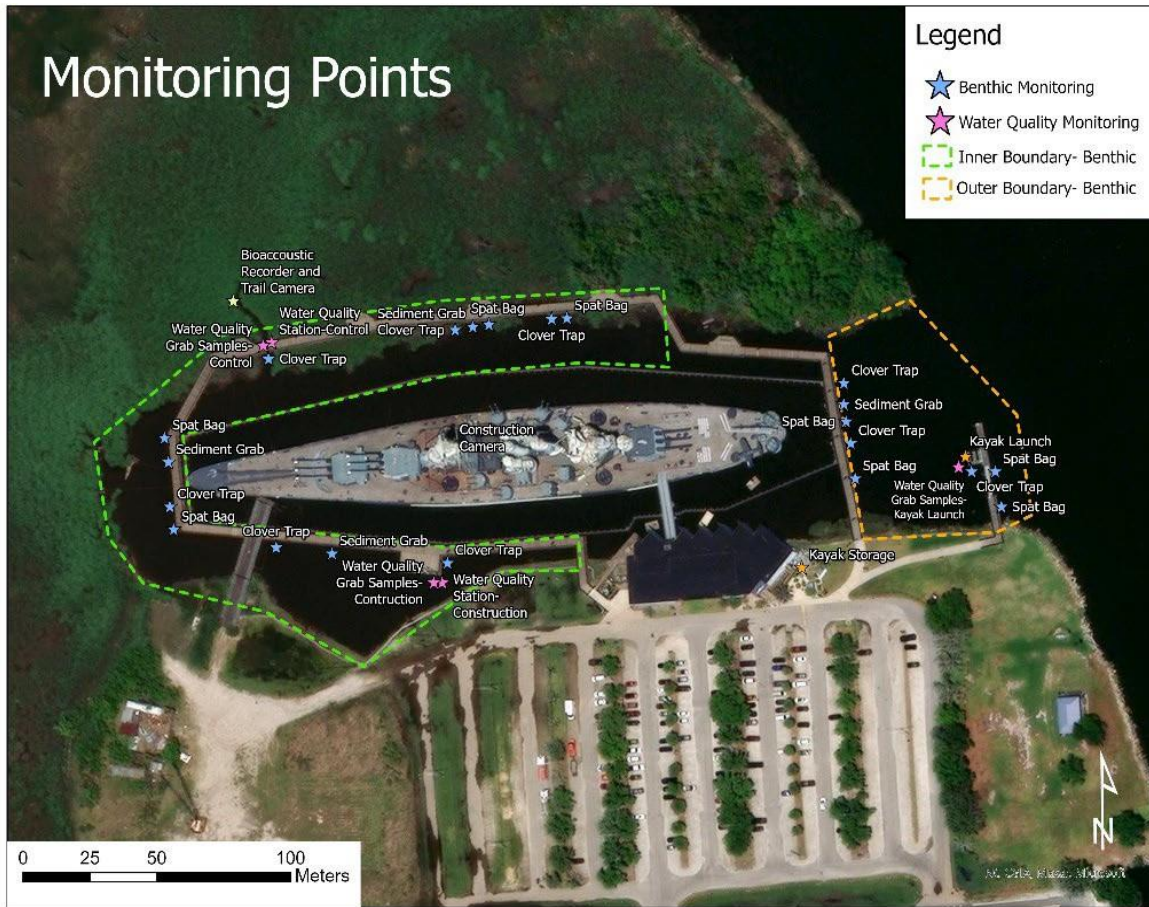 Monitoring Points
Legend
Benthic Monitoring
Water Quality Monitoring
Inner Boundary- Benthic
Outer Boundary- Benthic
Bioaccoustic
Recorder and
Trail Camera
Water Quality
Station-Control
Water Quality
Grab Samples-
Control
Clover Trap
Sediment Grab
Clover Trap
Spat Bag
Spat Bag
Clover Trap
Spat Bag
Sediment Grab
Clover Trap
Spat Bag
Construction
Camera
Clover Trap
Sediment Grab
Spat Bag
Clover Trap
Spat Bag
Kayak Launch
Spat Bag
Clover Trap
Water Quality
Grab Samples-
Kayak Launch
Spat Bag
Clover Trap
Sediment Grab
Clover Trap
Water Quality
Grab Samples-
Contruction
Water Quality
Station-
Construction
Kayak Storage
N
0 25 50 100
Meters
Microsoft